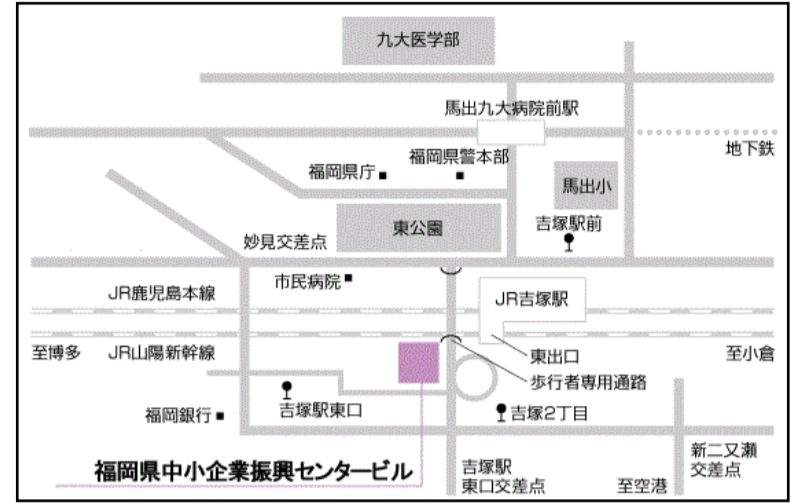 九大医学部
馬出九大病院前駅
地下鉄
福岡県警本部
福岡県庁
馬出小
吉塚駅前
東公園
妙見交差点
市民病院
JR吉塚駅
JR鹿児島本線
至博多
JR山陽新幹線
東出口
至小倉
歩行者専用通路
吉塚駅東口
福岡銀行
吉塚2丁目
福岡県中小企業振興センタービル
吉塚駅
東口交差点
新二又瀬
交差点
至空港